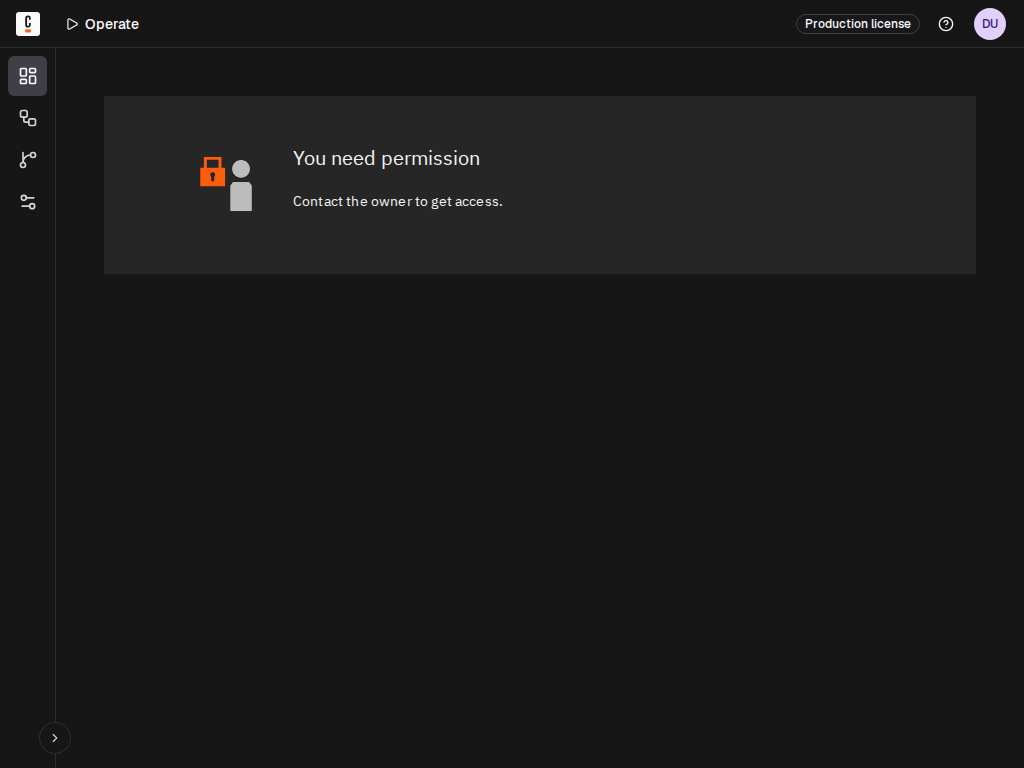 Operate
Production license
DU
You need permission
Contact the owner to get access.